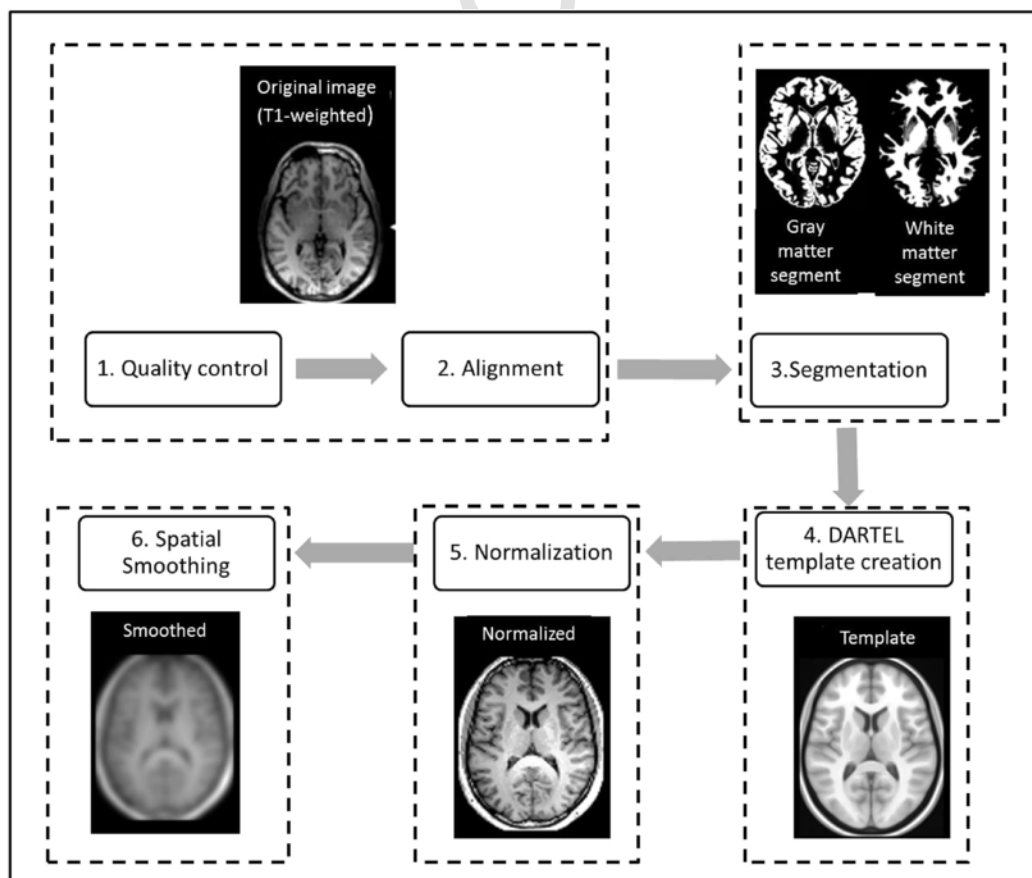 Original image
(T1-weighted)
1. Quality control
2. Alignment
Gray
matter
segment
White
matter
segment
3.Segmentation
4. DARTEL
template creation
Template
5. Normalization
Normalized
6. Spatial
Smoothing
Smoothed